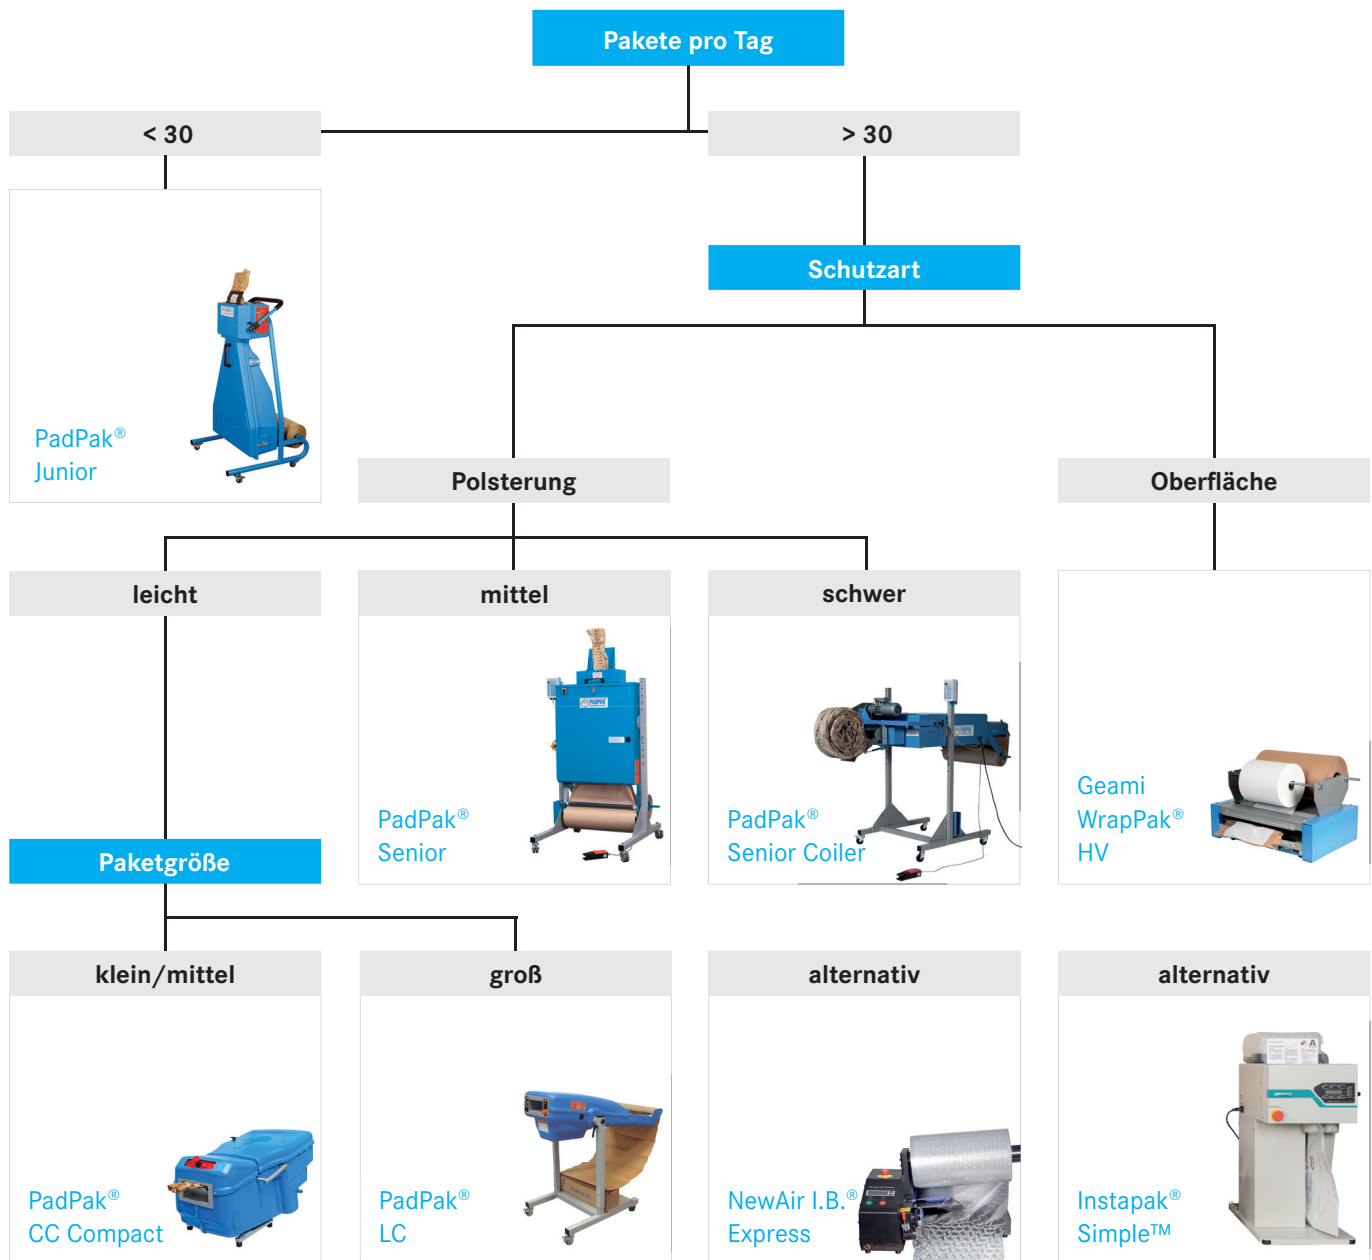 Pakete pro Tag
< 30
> 30
Schutzart
PadPak®
Junior
Polsterung
Oberfläche
leicht
mittel
schwer
PADPAK
PadPak®
Senior
PadPak®
Senior Coiler
Geami
WrapPak®
HV
Paketgröße
klein/mittel
groß
alternativ
alternativ
A
PadPak®
CC Compact
PadPak®
LC
NewAir I.B.®
Express
Instapak®
Simple™